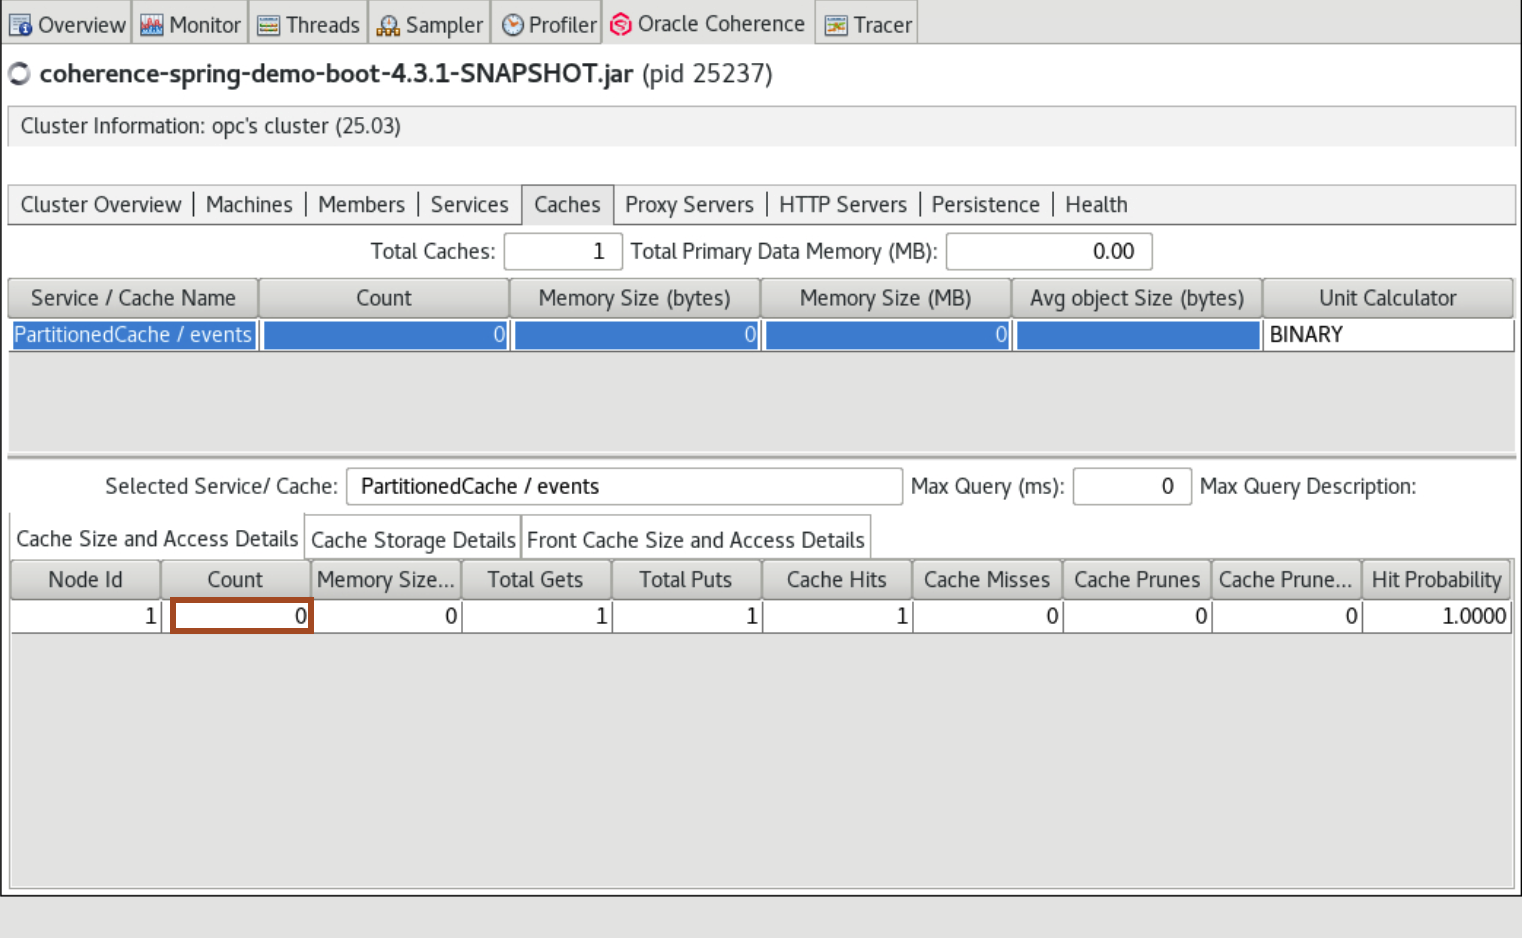 Overview Monitor Threads Sampler Profiler Oracle Coherence Tracer
coherence-spring-demo-boot-4.3.1-SNAPSHOT.jar (pid 25237)
Cluster Information: opc's cluster (25.03)
Cluster Overview | Machines | Members | Services Caches Proxy Servers | HTTP Servers | Persistence | Health
Total Caches: 1 Total Primary Data Memory (MB): 0.00
Service / Cache Name Count Memory Size (bytes) Memory Size (MB) Avg object Size (bytes) Unit Calculator
PartitionedCache / events 0 0 0 BINARY
Selected Service/ Cache: PartitionedCache / events Max Query (ms): 0 Max Query Description:
Cache Size and Access Details Cache Storage Details Front Cache Size and Access Details
Node Id Count Memory Size... Total Gets Total Puts Cache Hits Cache Misses Cache Prunes Cache Prune... Hit Probability
1 0 0 1 1 1 0 0 0 1.0000